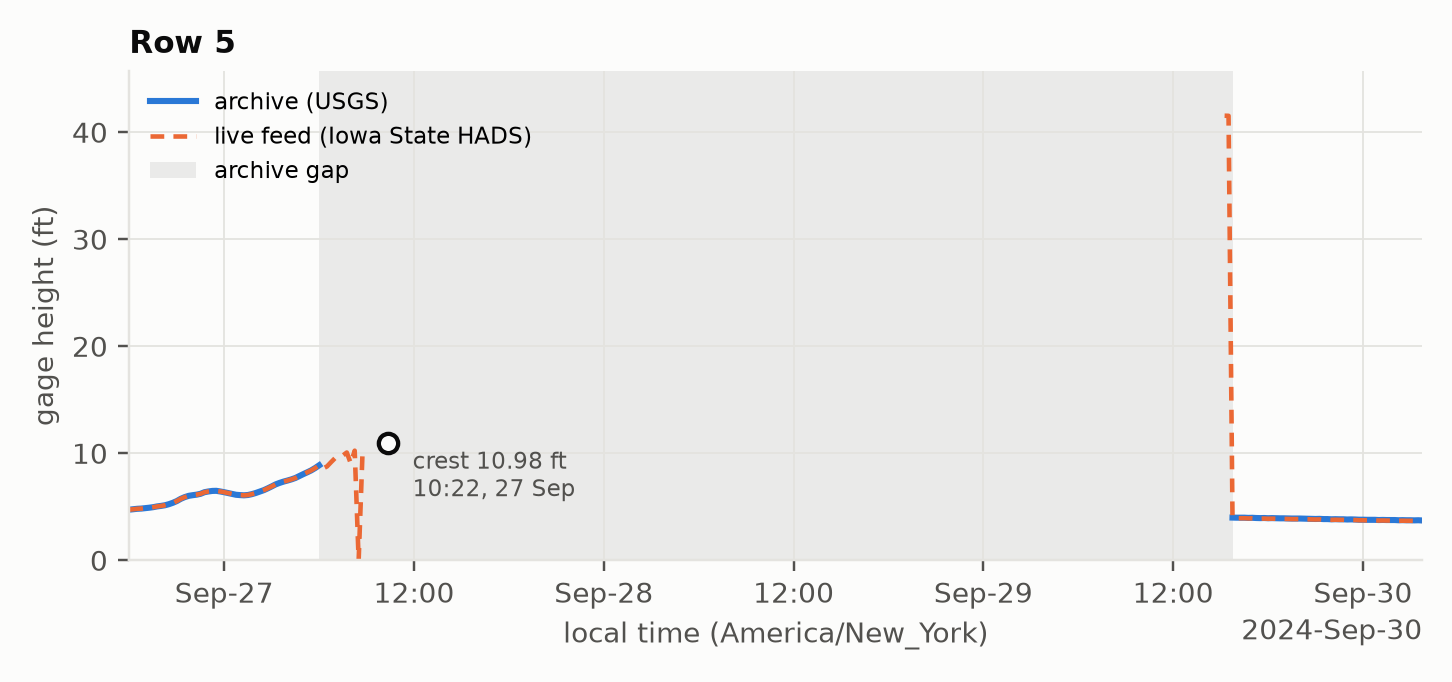 Row 5
archive (USGS)
live feed (Iowa State HADS)
archive gap
gage height (ft)
40
30
20
10
0
crest 10.98 ft
10:22, 27 Sep
Sep-27
12:00
Sep-28
12:00
Sep-29
12:00
Sep-30
2024-Sep-30
local time (America/New_York)